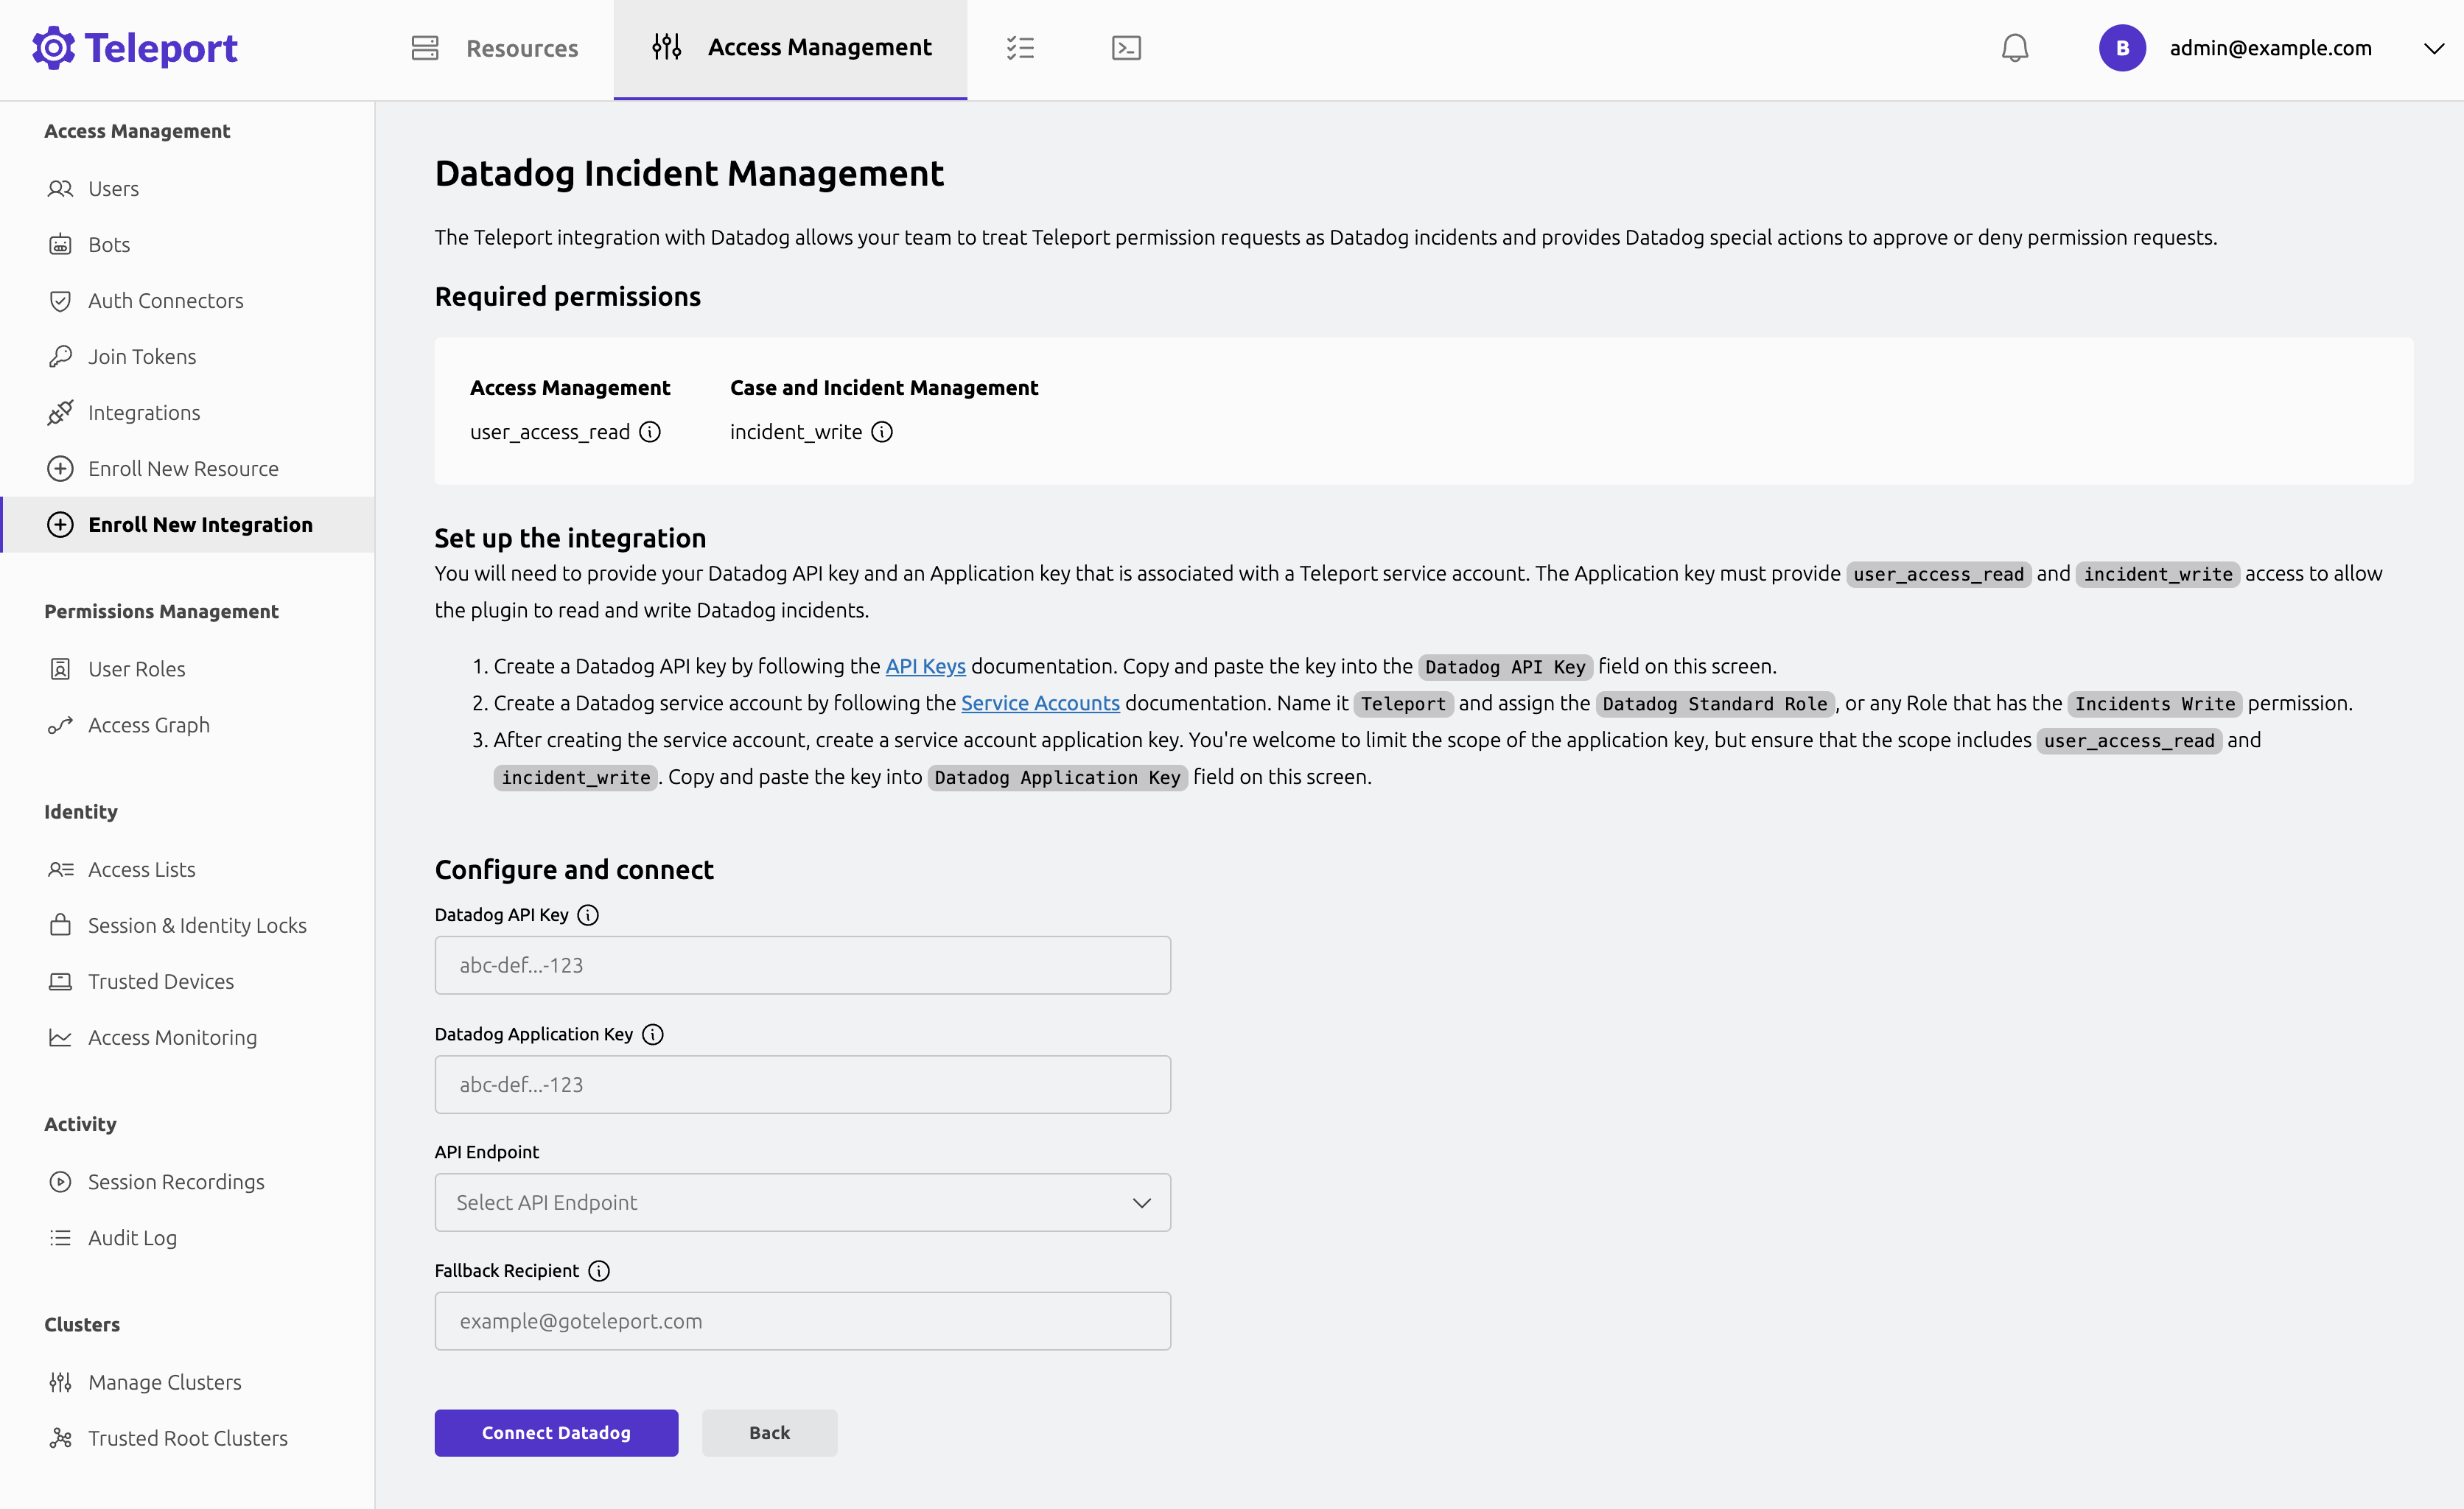 Teleport
Resources
Access Management
B
admin@example.com
Access Management
Users
Bots
Auth Connectors
Join Tokens
Integrations
Enroll New Resource
Enroll New Integration
Permissions Management
User Roles
Access Graph
Identity
Access Lists
Session & Identity Locks
Trusted Devices
Access Monitoring
Activity
Session Recordings
Audit Log
Clusters
Manage Clusters
Trusted Root Clusters
Datadog Incident Management
The Teleport integration with Datadog allows your team to treat Teleport permission requests as Datadog incidents and provides Datadog special actions to approve or deny permission requests.
Required permissions
Access Management
user_access_read
Case and Incident Management
incident_write
Set up the integration
You will need to provide your Datadog API key and an Application key that is associated with a Teleport service account. The Application key must provide user_access_read and incident_write access to allow
the plugin to read and write Datadog incidents.
1. Create a Datadog API key by following the API Keys documentation. Copy and paste the key into the Datadog API Key field on this screen.
2. Create a Datadog service account by following the Service Accounts documentation. Name it Teleport and assign the Datadog Standard Role, or any Role that has the Incidents Write permission.
3. After creating the service account, create a service account application key. You're welcome to limit the scope of the application key, but ensure that the scope includes user_access_read and
incident_write. Copy and paste the key into Datadog Application Key field on this screen.
Configure and connect
Datadog API Key
abc-def...-123
Datadog Application Key
abc-def...-123
API Endpoint
Select API Endpoint
Fallback Recipient
example@goteleport.com
Connect Datadog
Back